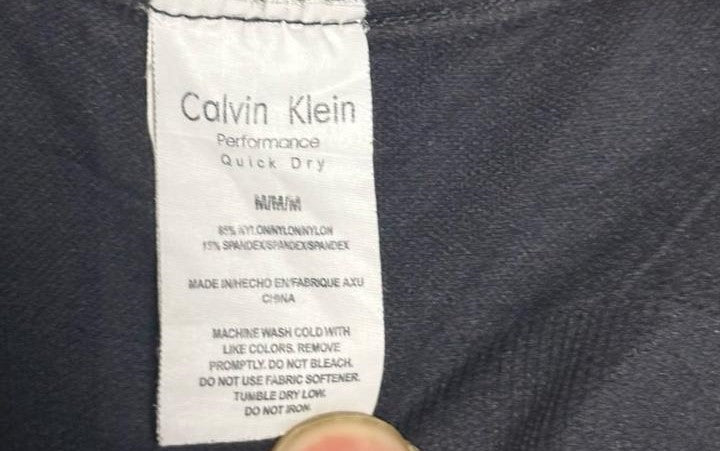 Calvin Klein
Performance
Quick Dry
M/M/M
85% NYLON/NYLON/NYLON
15% SPANDEX/SPANDEX/SPANDEX
MADE IN/HECHO EN/FABRIQUE AXU
CHINA
MACHINE WASH COLD WITH
LIKE COLORS. REMOVE
PROMPTLY. DO NOT BLEACH.
DO NOT USE FABRIC SOFTENER.
TUMBLE DRY LOW.
DO NOT IRON.